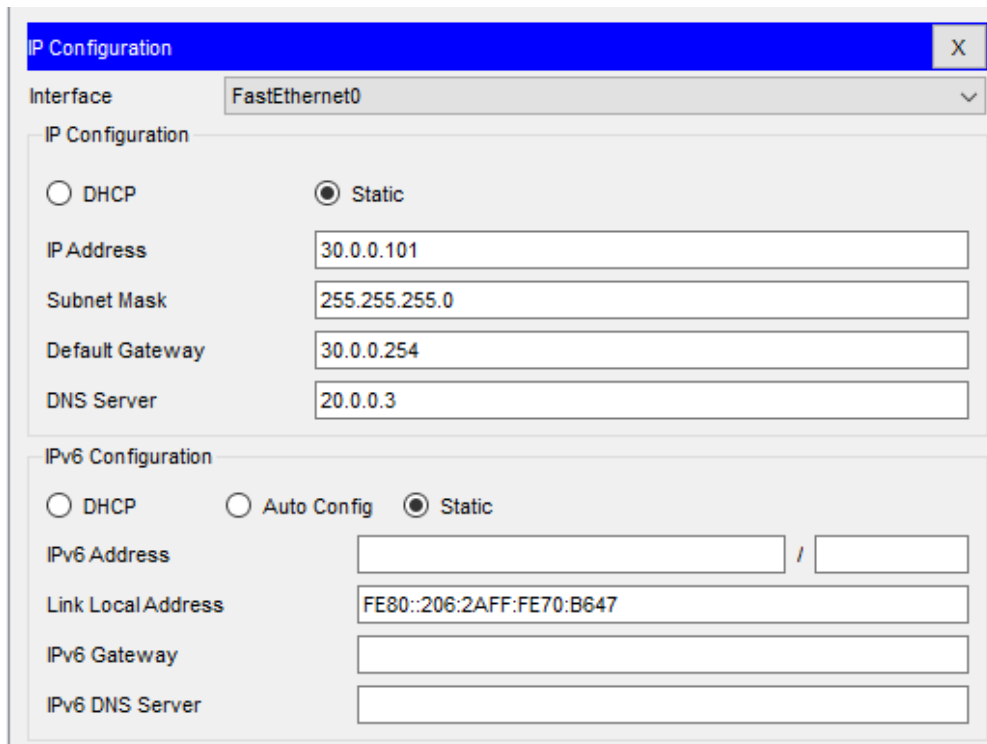 IP Configuration X
Interface FastEthernet0
IP Configuration
DHCP Static
IP Address 30.0.0.101
Subnet Mask 255.255.255.0
Default Gateway 30.0.0.254
DNS Server 20.0.0.3
IPv6 Configuration
DHCP Auto Config Static
IPv6 Address /
Link Local Address FE80::206:2AFF:FE70:B647
IPv6 Gateway
IPv6 DNS Server